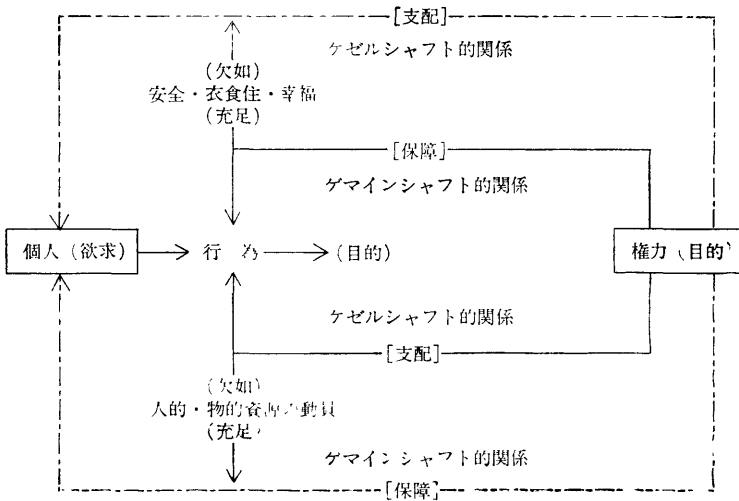 [支配]
ゲゼルシャフト的関係
(欠如)
安全・衣食住・幸福
(充足)
[保障]
ゲマインシャフト的関係
個人(欲求)
行為
(目的)
権力(目的)
ゲゼルシャフト的関係
[支配]
(欠如)
人的・物的資源の動員
(充足)
ゲマインシャフト的関係
[保障]